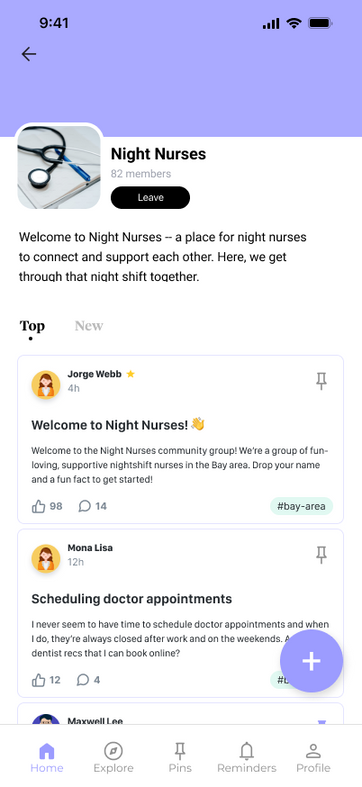 9:41
Night Nurses
82 members
Leave
Welcome to Night Nurses -- a place for night nurses
to connect and support each other. Here, we get
through that night shift together.
Top New
Jorge Webb
4h
Welcome to Night Nurses! 👋
Welcome to the Night Nurses community group! We're a group of fun-
loving, supportive nightshift nurses in the Bay area. Drop your name
and a fun fact to get started!
98 14 #bay-area
Mona Lisa
12h
Scheduling doctor appointments
I never seem to have time to schedule doctor appointments and when
I do, they're always closed after work and on the weekends.
dentist recs that I can book online?
12 4
Maxwell Lee
Home Explore Pins Reminders Profile